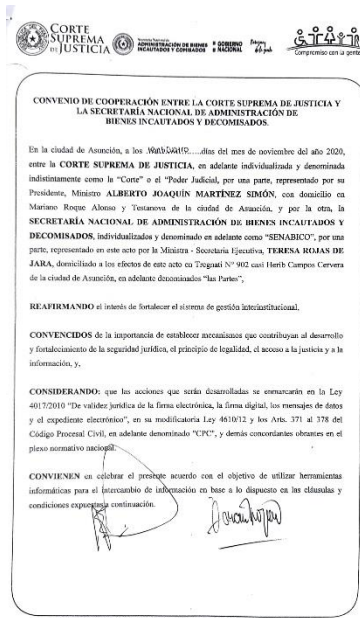 CORTE
SUPREMA
DE JUSTICIA
ADMINISTRACIÓN DE BIENES
INCAUTADOS Y COMISADOS
GOBIERNO
NACIONAL
Paraguay
de la gente
Compromiso con la gente
CONVENIO DE COOPERACIÓN ENTRE LA CORTE SUPREMA DE JUSTICIA Y
LA SECRETARÍA NACIONAL DE ADMINISTRACIÓN DE
BIENES INCAUTADOS Y DECOMISADOS.
En la ciudad de Asunción, a los ....días del mes de noviembre del año 2020,
entre la CORTE SUPREMA DE JUSTICIA, en adelante individualizada y denominada
indistintamente como la "Corte" o el "Poder Judicial, por una parte, representado por su
Presidente, Ministro ALBERTO JOAQUÍN MARTÍNEZ SIMÓN, con domicilio en
Mariano Roque Alonso y Testanova de la ciudad de Asunción, y por la otra, la
SECRETARÍA NACIONAL DE ADMINISTRACIÓN DE BIENES INCAUTADOS Y
DECOMISADOS, individualizados y denominado en adelante como "SENABICO", por una
parte, representado en este acto por la Ministra - Secretaria Ejecutiva, TERESA ROJAS DE
JARA, domiciliado a los efectos de este acto en Tregnati N° 902 casi Herib Campos Cervera
de la ciudad de Asunción, en adelante denominados "las Partes",
REAFIRMANDO el interés de fortalecer el sistema de gestión interinstitucional.
CONVENCIDOS de la importancia de establecer mecanismos que contribuyan al desarrollo
y fortalecimiento de la seguridad jurídica, el principio de legalidad, el acceso a la justicia y a la
información, y,
CONSIDERANDO: que las acciones que serán desarrolladas se enmarcarán en la Ley
4017/2010 "De validez jurídica de la firma electrónica, la firma digital, los mensajes de datos
y el expediente electrónico", en su modificatoria Ley 4610/12 y los Arts. 371 al 378 del
Código Procesal Civil, en adelante denominado "CPC", y demás concordantes obrantes en el
plexo normativo nacional.
CONVIENEN en celebrar el presente acuerdo con el objetivo de utilizar herramientas
informáticas para el intercambio de información en base a lo dispuesto en las cláusulas y
condiciones expuestas a continuación.